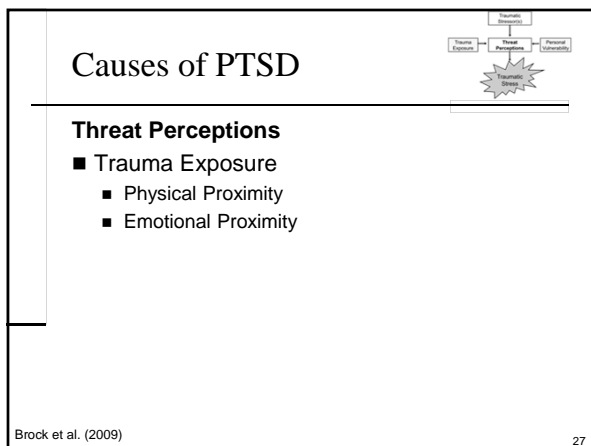 Causes of PTSD
Traumatic
Stressor(s)
Trauma
Exposure
Threat
Perceptions
Personal
Vulnerability
Traumatic
Stress
Threat Perceptions
■ Trauma Exposure
■ Physical Proximity
■ Emotional Proximity
Brock et al. (2009)
27